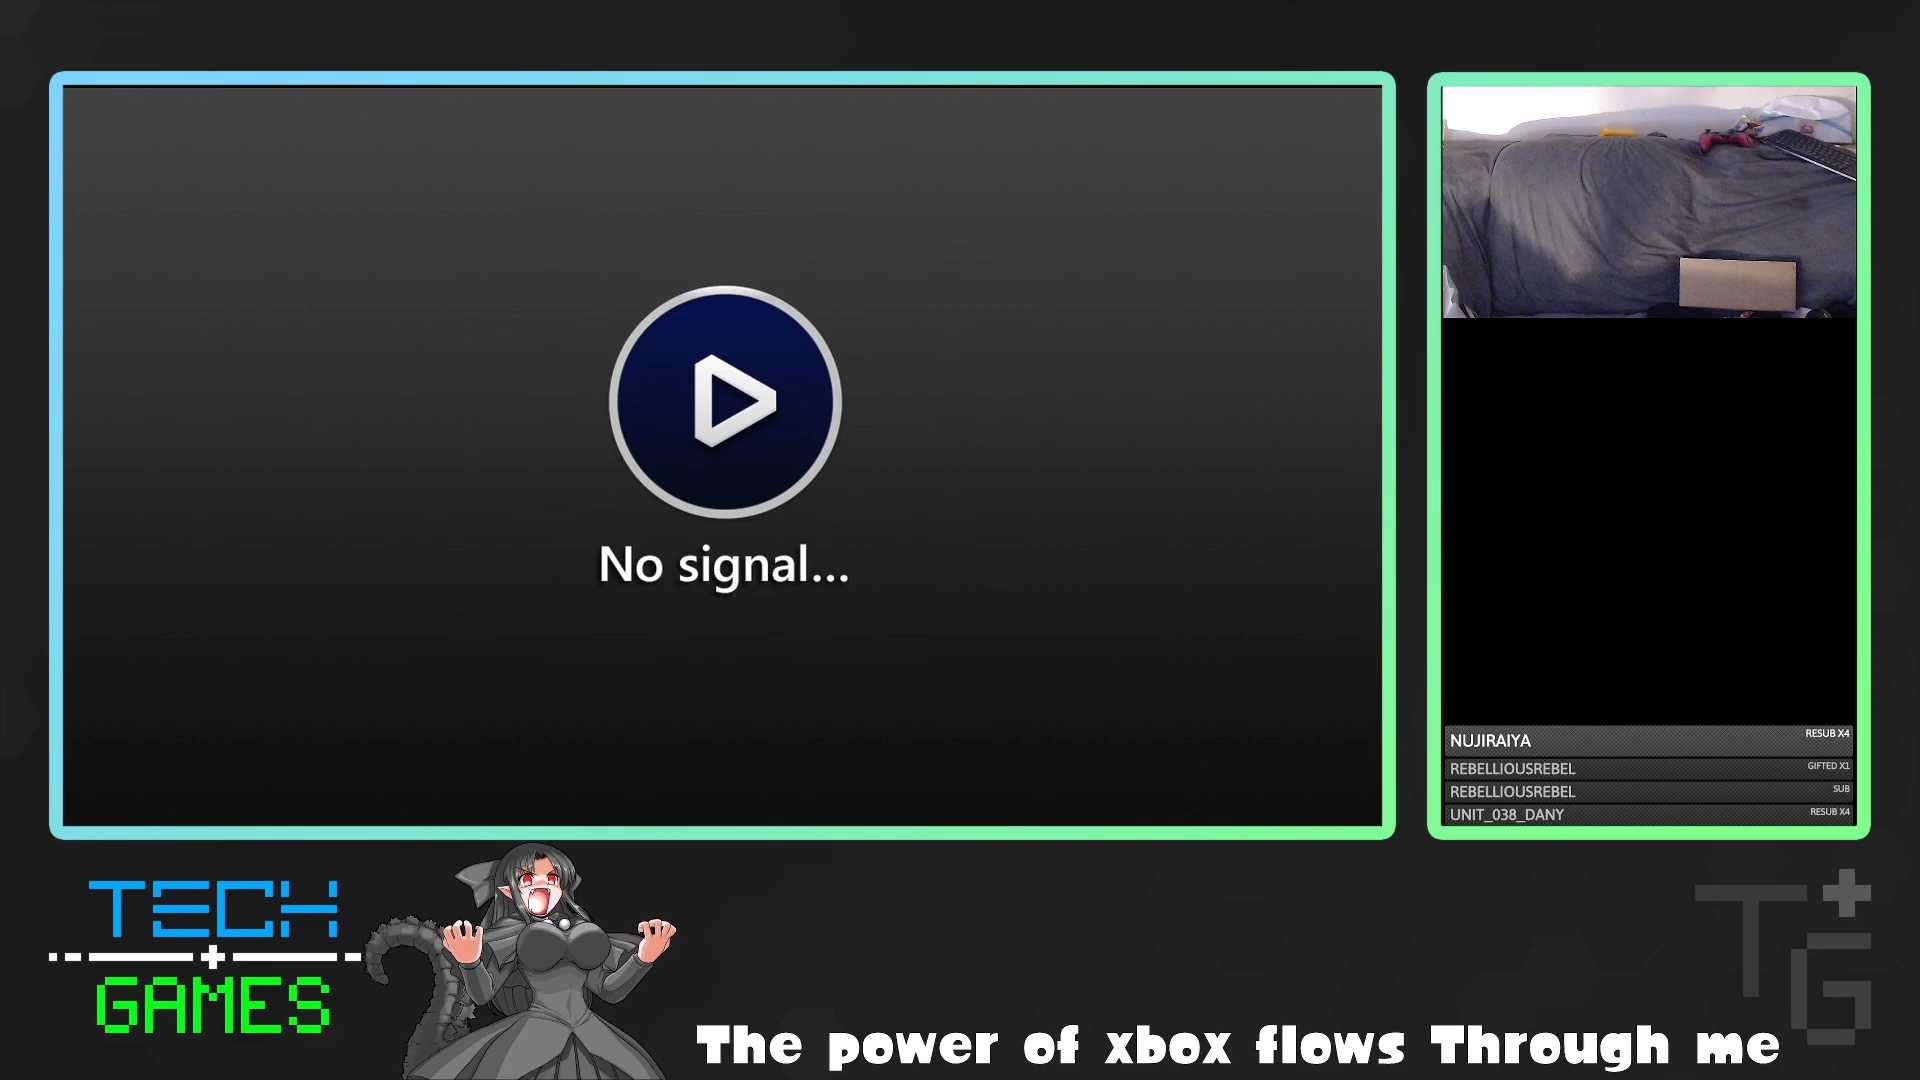 No signal...
NUJIRAIYA RESUB X4
REBELLIOUSREBEL GIFTED X1
REBELLIOUSREBEL SUB
UNIT_038_DANY RESUB X4
TECH
GAMES
The power of xbox flows Through me
T+G